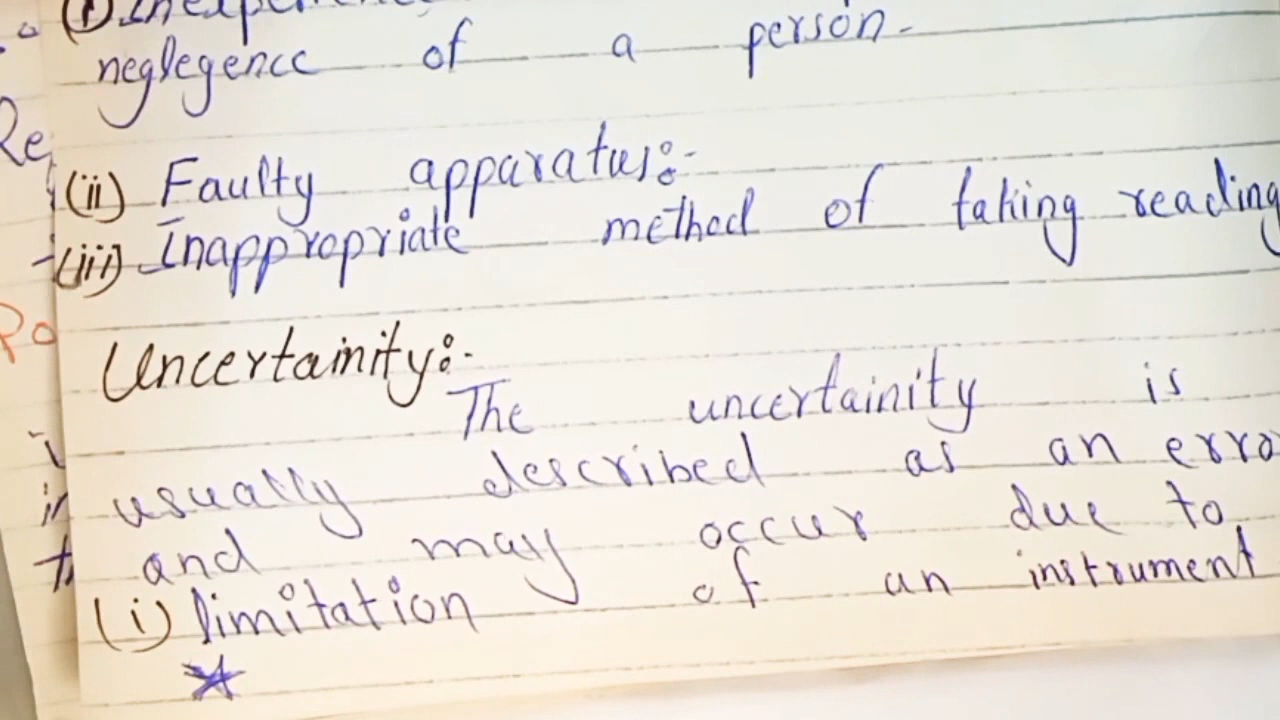 neglegence of a person.
(ii) Faulty apparatus:-
(iii) Inappropriate method of taking reading
Uncertainity:-
The uncertainity is
usually described as an erro
and may occur due to
(i) limitation of an instrument